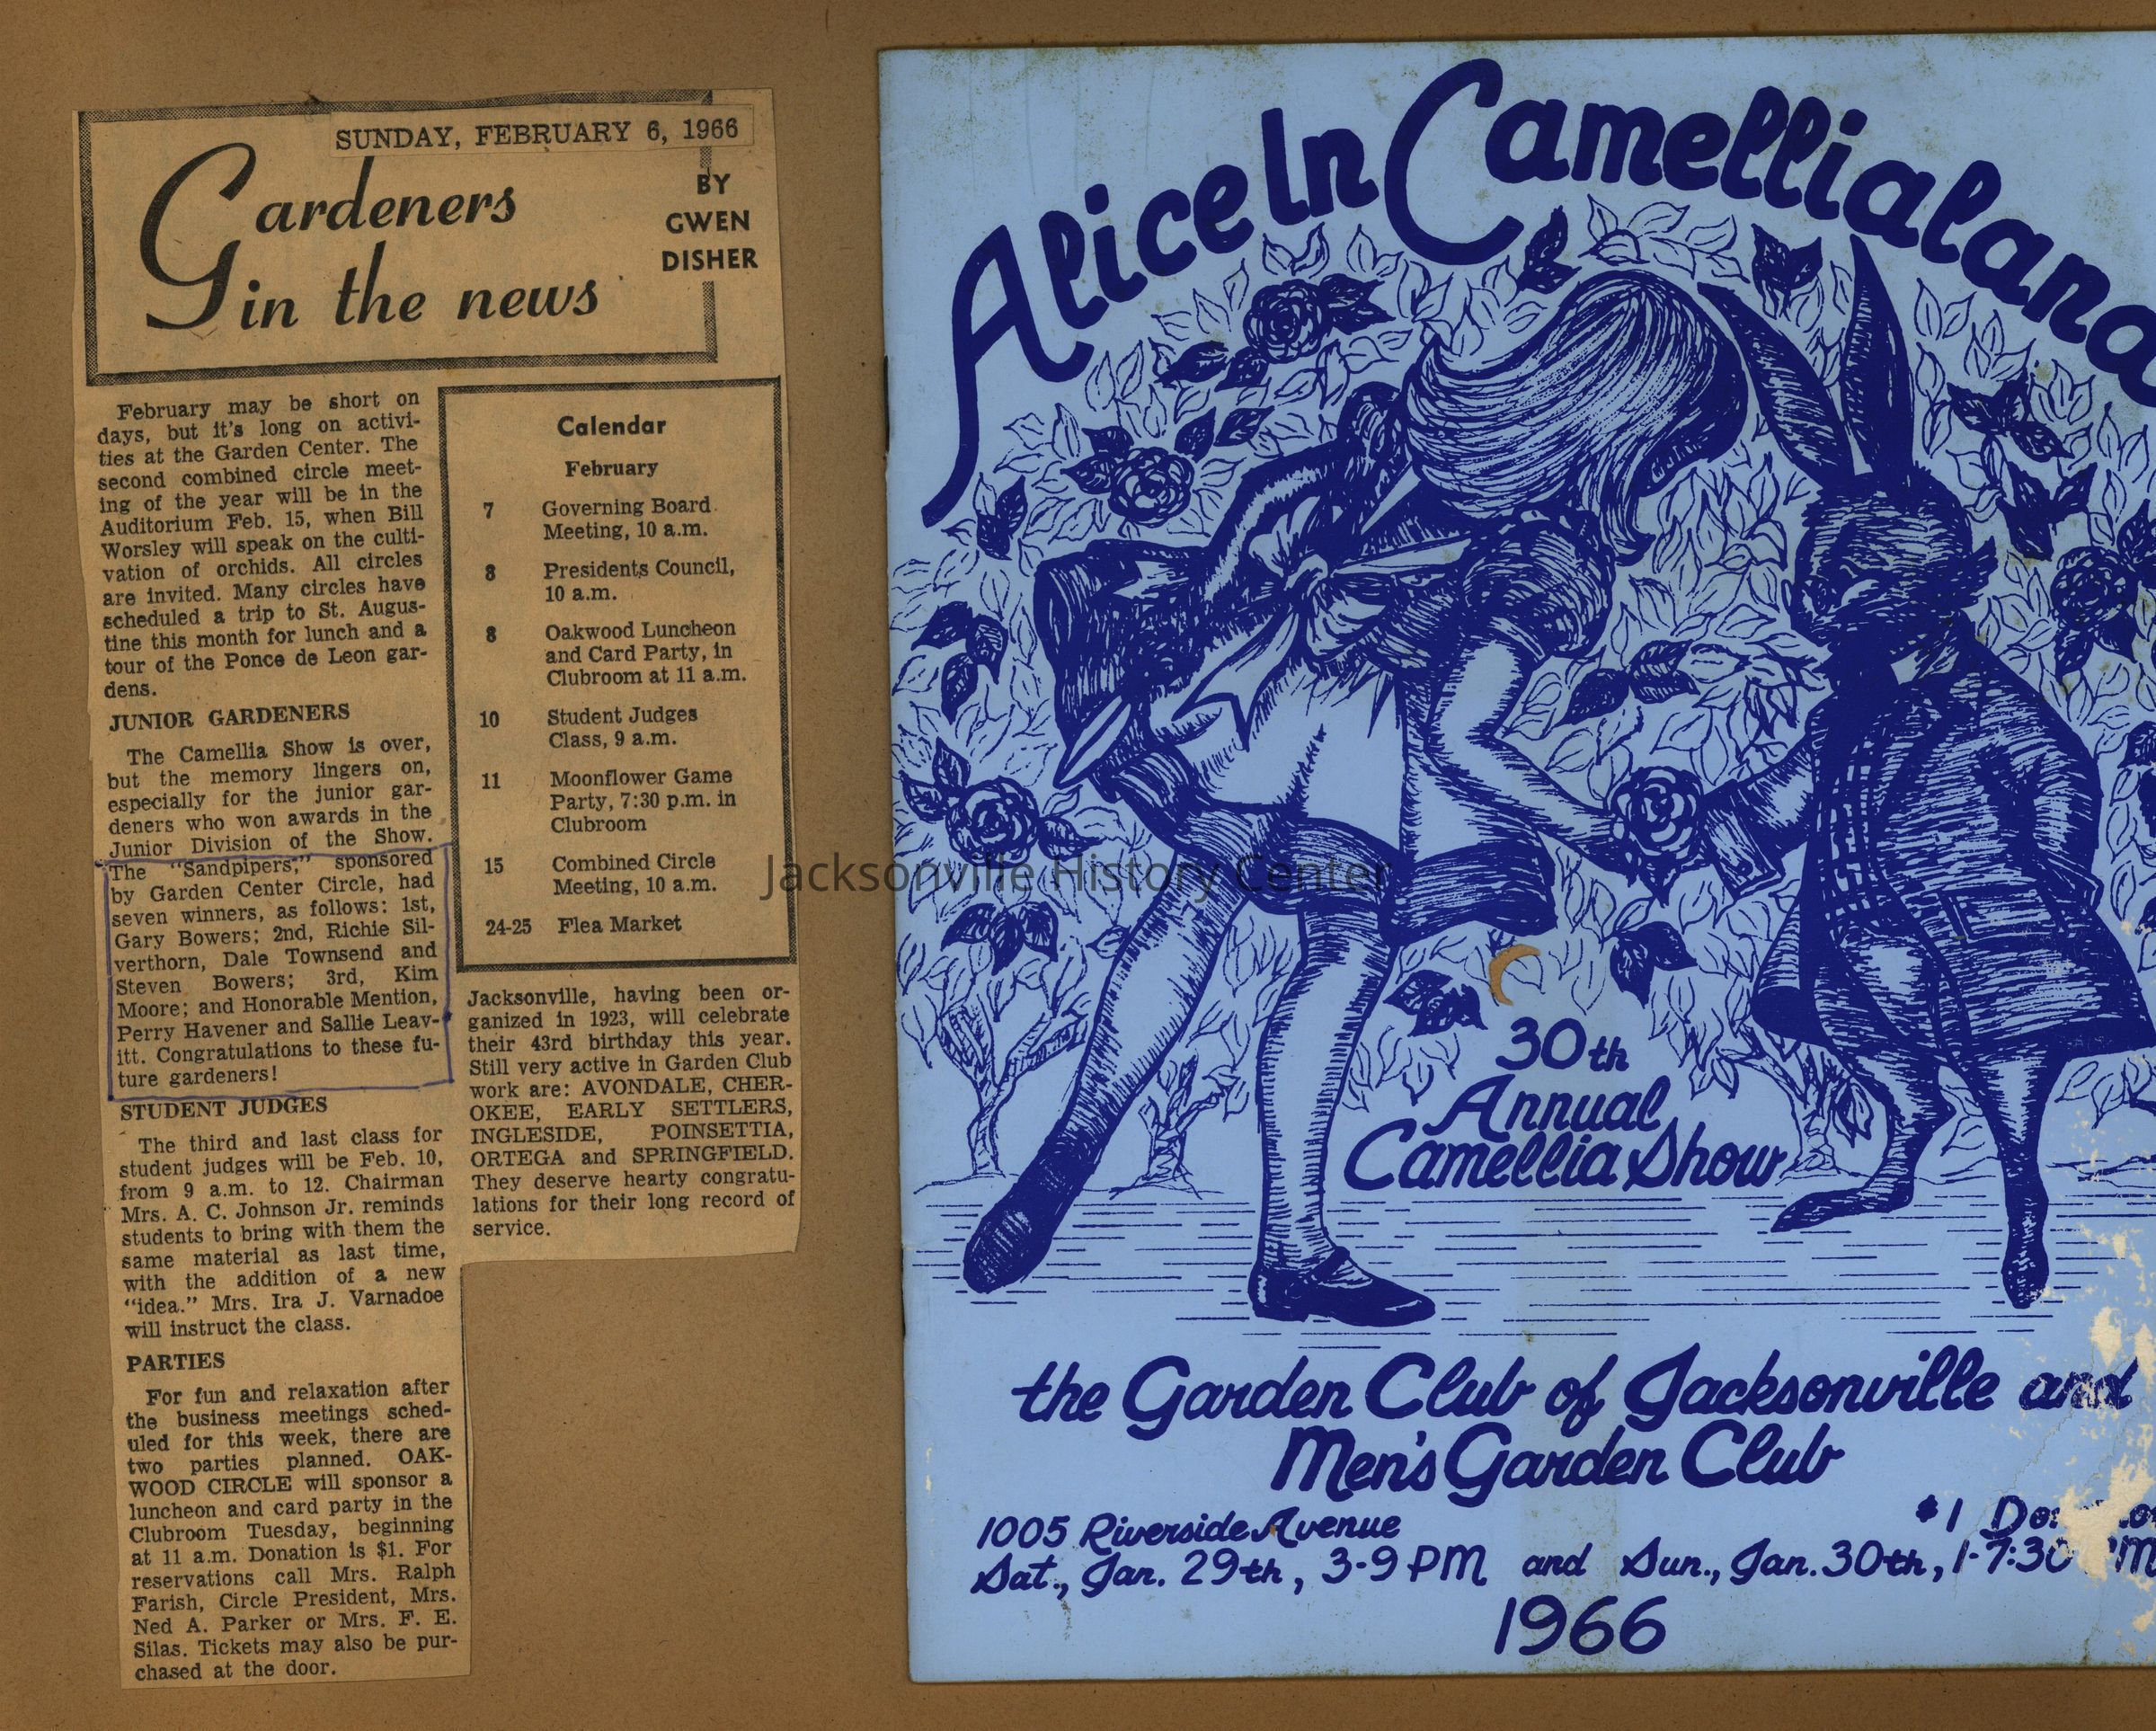 SUNDAY, FEBRUARY 6, 1966
Gardeners
in the news
BY
GWEN
DISHER
February may be short on
days, but it's long on activi-
ties at the Garden Center. The
second combined circle meet-
ing of the year will be in the
Auditorium Feb. 15, when Bill
Worsley will speak on the culti-
vation of orchids. All circles
are invited. Many circles have
scheduled a trip to St. Augus-
tine this month for lunch and a
tour of the Ponce de Leon gar-
dens.
JUNIOR GARDENERS
The Camellia Show is over,
but the memory lingers on,
especially for the junior gar-
deners who won awards in the
Junior Division of the Show.
The "Sandpipers," sponsored
by Garden Center Circle, had
seven winners, as follows: 1st,
Gary Bowers; 2nd, Richie Sil-
verthorn, Dale Townsend and
Steven Bowers; 3rd, Kim
Moore; and Honorable Mention,
Perry Havener and Sallie Leav-
itt. Congratulations to these fu-
ture gardeners!
STUDENT JUDGES
The third and last class for
student judges will be Feb. 10,
from 9 a.m. to 12. Chairman
Mrs. A. C. Johnson Jr. reminds
students to bring with them the
same material as last time,
with the addition of a new
"idea." Mrs. Ira J. Varnadoe
will instruct the class.
PARTIES
For fun and relaxation after
the business meetings sched-
uled for this week, there are
two parties planned. OAK-
WOOD CIRCLE will sponsor a
luncheon and card party in the
Clubroom Tuesday, beginning
at 11 a.m. Donation is $1. For
reservations call Mrs. Ralph
Farish, Circle President, Mrs.
Ned A. Parker or Mrs. F. E.
Silas. Tickets may also be pur-
chased at the door.
Calendar
February
7 Governing Board
Meeting, 10 a.m.
8 Presidents Council,
10 a.m.
8 Oakwood Luncheon
and Card Party, in
Clubroom at 11 a.m.
10 Student Judges
Class, 9 a.m.
11 Moonflower Game
Party, 7:30 p.m. in
Clubroom
15 Combined Circle
Meeting, 10 a.m.
24-25 Flea Market
Jacksonville, having been or-
ganized in 1923, will celebrate
their 43rd birthday this year.
Still very active in Garden Club
work are: AVONDALE, CHER-
OKEE, EARLY SETTLERS,
INGLESIDE, POINSETTIA,
ORTEGA and SPRINGFIELD.
They deserve hearty congratu-
lations for their long record of
service.
Jacksonville History Center
Alice In Camellialand
30th
Annual
Camellia Show
the Garden Club of Jacksonville and
Men's Garden Club
1005 Riverside Avenue
$1
Sat., Jan. 29th, 3-9 PM and Sun., Jan. 30th, 1-7:30
1966